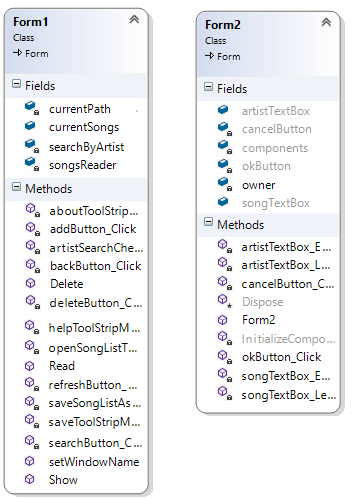 Form1
Class
Form
Fields
currentPath
currentSongs
searchByArtist
songsReader
Methods
aboutToolStrip...
addButton_Click
artistSearchChe...
backButton_Click
Delete
deleteButton_C...
helpToolStripM...
openSongListT...
Read
refreshButton_...
saveSongListAs...
saveToolStripM...
searchButton_C...
setWindowName
Show
Form2
Class
Form
Fields
artistTextBox
cancelButton
components
okButton
owner
songTextBox
Methods
artistTextBox_E...
artistTextBox_L...
cancelButton_C...
Dispose
Form2
InitializeCompo...
okButton_Click
songTextBox_E...
songTextBox_Le...